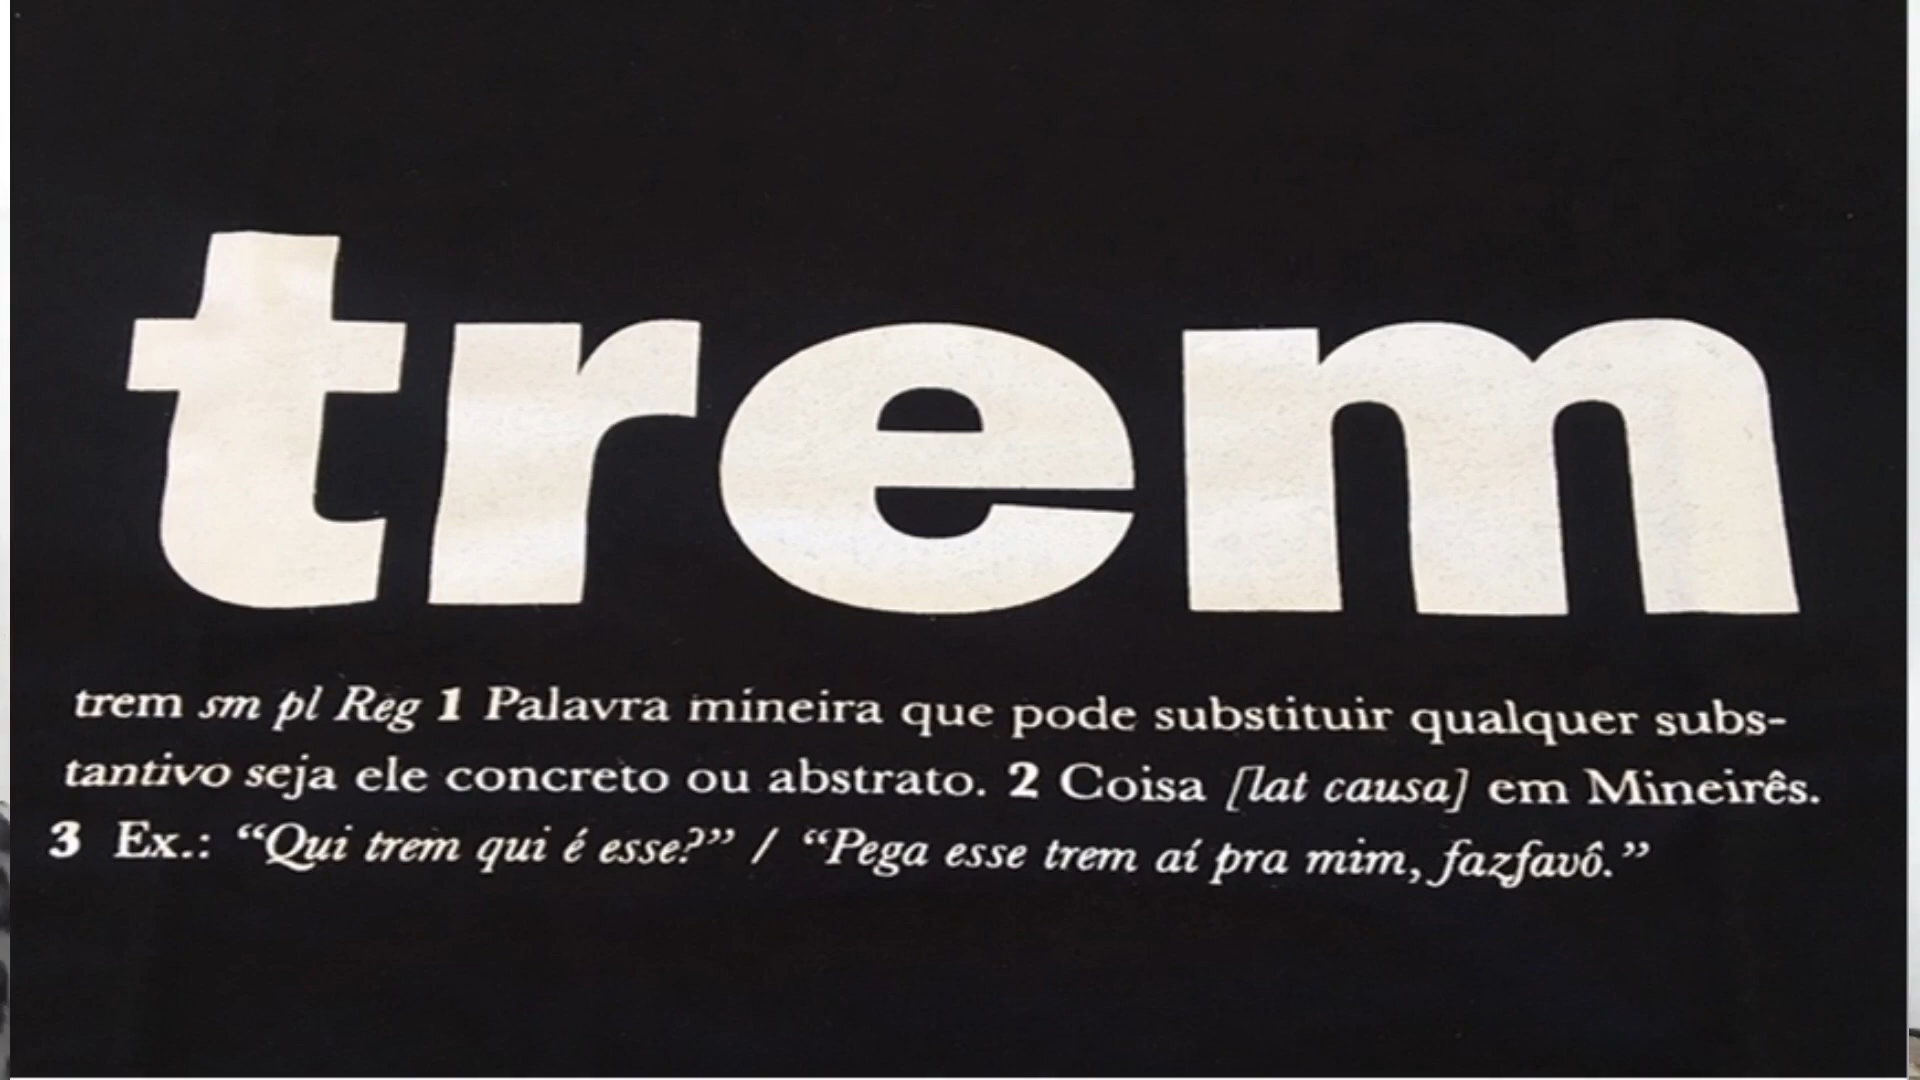 trem
trem sm pl Reg 1 Palavra mineira que pode substituir qualquer subs-
tantivo seja ele concreto ou abstrato. 2 Coisa [lat causa] em Mineirês.
3 Ex.: “Qui trem qui é esse?” / “Pega esse trem aí pra mim, fazfavô.”